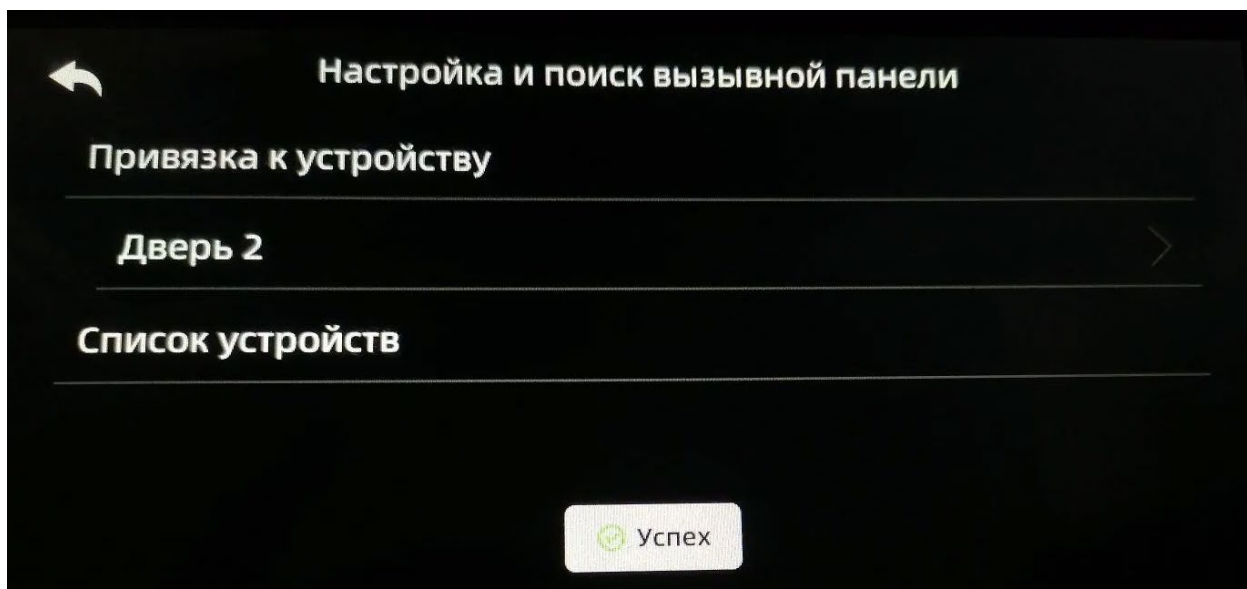 Настройка и поиск вызывной панели
Привязка к устройству
Дверь 2
Список устройств
Успех